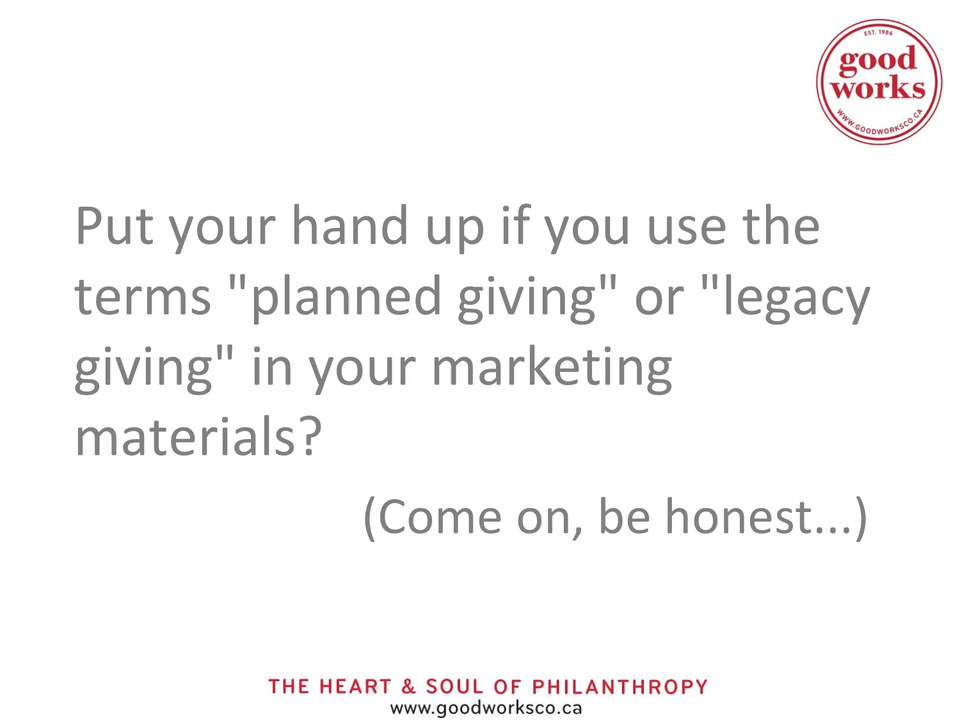 EST. 1986
good
works
WWW.GOODWORKSCO.CA
Put your hand up if you use the
terms "planned giving" or "legacy
giving" in your marketing
materials?
(Come on, be honest...)
THE HEART & SOUL OF PHILANTHROPY
www.goodworksco.ca